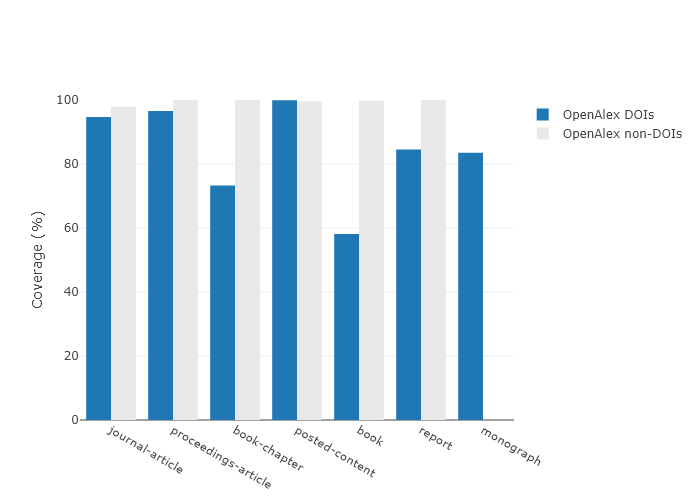 100
80
60
40
20
0
Coverage (%)
journal-article
proceedings-article
book-chapter
posted-content
book
report
monograph
OpenAlex DOIs
OpenAlex non-DOIs